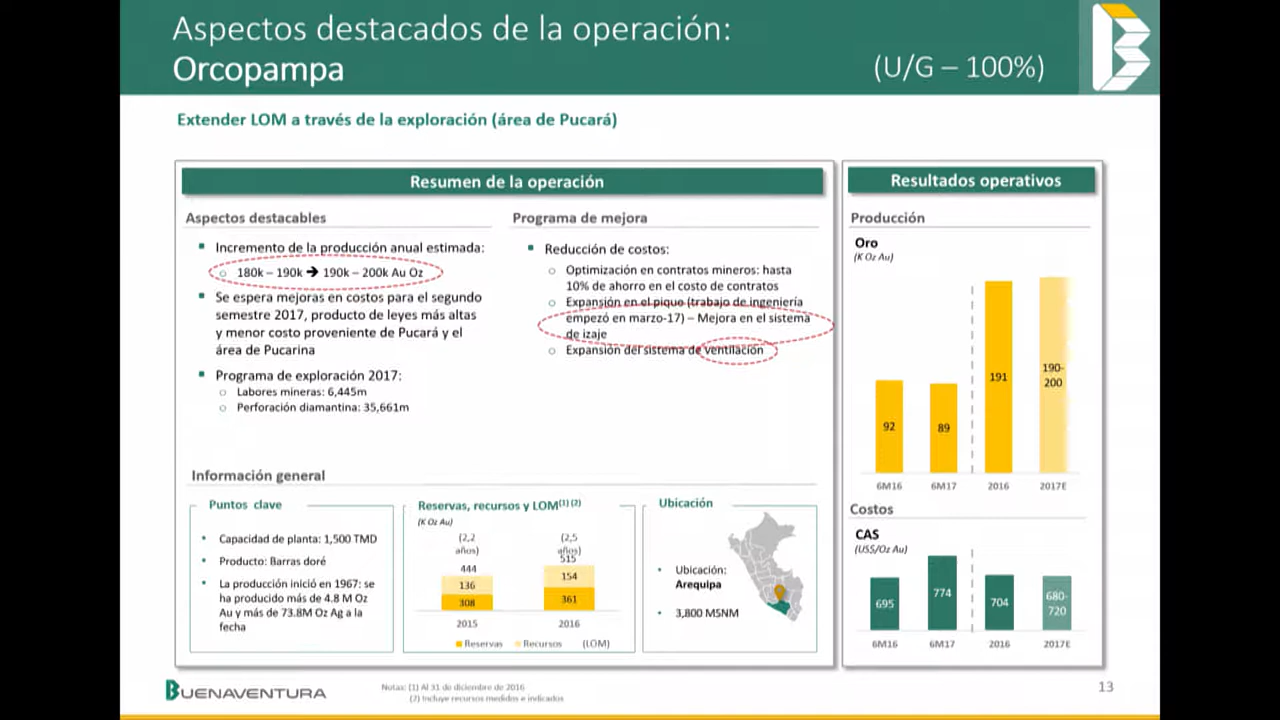 Aspectos destacados de la operación:
Orcopampa
(U/G – 100%)
Extender LOM a través de la exploración (área de Pucará)
Resumen de la operación
Aspectos destacables
Incremento de la producción anual estimada:
180k – 190k ➔ 190k – 200k Au Oz
Se espera mejoras en costos para el segundo
semestre 2017, producto de leyes más altas
y menor costo proveniente de Pucará y el
área de Pucarina
Programa de exploración 2017:
Labores mineras: 6,445m
Perforación diamantina: 35,661m
Programa de mejora
Reducción de costos:
Optimización en contratos mineros: hasta
10% de ahorro en el costo de contratos
Expansión en el pique (trabajo de ingeniería
empezó en marzo-17) – Mejora en el sistema
de izaje
Expansión del sistema de ventilación
Información general
Puntos clave
Capacidad de planta: 1,500 TMD
Producto: Barras doré
La producción inició en 1967: se
ha producido más de 4.8 M Oz
Au y más de 73.8M Oz Ag a la
fecha
Reservas, recursos y LOM(1) (2)
(K Oz Au)
(2,2 años)
(2,5 años)
444
515
136
154
308
361
2015
2016
Reservas
Recursos
(LOM)
Ubicación
Ubicación:
Arequipa
3,800 MSNM
Resultados operativos
Producción
Oro
(K Oz Au)
92
89
191
190-
200
6M16
6M17
2016
2017E
Costos
CAS
(US$/Oz Au)
695
774
704
680-
720
6M16
6M17
2016
2017E
BUENAVENTURA
Notas: (1) Al 31 de diciembre de 2016
(2) Incluye recursos medidos e indicados
13